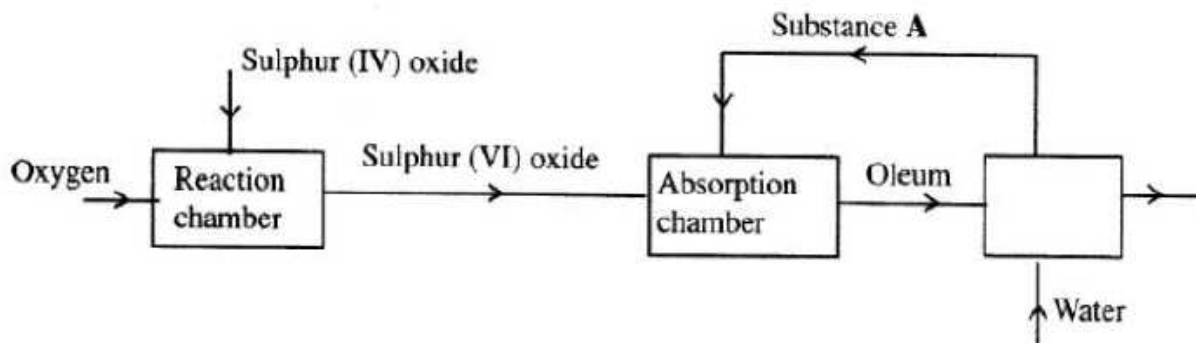 Substance A
Sulphur (IV) oxide
Oxygen
Reaction
chamber
Sulphur (VI) oxide
Absorption
chamber
Oleum
Water